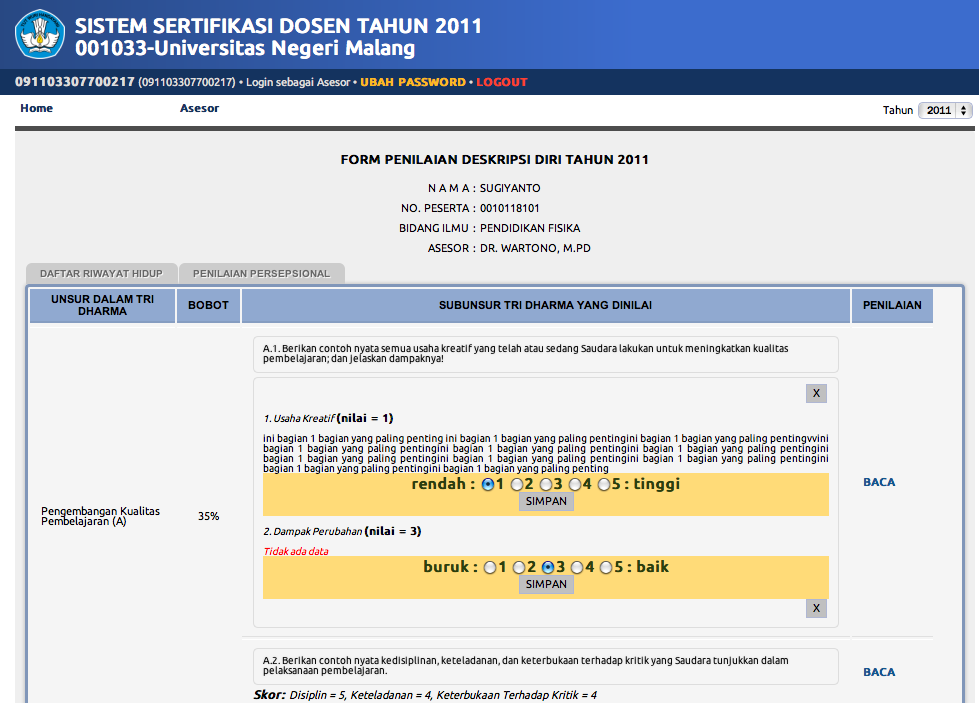 SISTEM SERTIFIKASI DOSEN TAHUN 2011
001033-Universitas Negeri Malang
091103307700217 (091103307700217) • Login sebagai Asesor • UBAH PASSWORD • LOGOUT
Home Asesor Tahun 2011
FORM PENILAIAN DESKRIPSI DIRI TAHUN 2011
N A M A : SUGIYANTO
NO. PESERTA : 0010118101
BIDANG ILMU : PENDIDIKAN FISIKA
ASESOR : DR. WARTONO, M.PD
DAFTAR RIWAYAT HIDUP PENILAIAN PERSEPSIONAL
UNSUR DALAM TRI DHARMA BOBOT SUBUNSUR TRI DHARMA YANG DINILAI PENILAIAN
A.1. Berikan contoh nyata semua usaha kreatif yang telah atau sedang Saudara lakukan untuk meningkatkan kualitas
pembelajaran; dan jelaskan dampaknya!
X
1. Usaha Kreatif (nilai = 1)
ini bagian 1 bagian yang paling penting ini bagian 1 bagian yang paling pentingini bagian 1 bagian yang paling pentingvvini
bagian 1 bagian yang paling pentingini bagian 1 bagian yang paling pentingini bagian 1 bagian yang paling pentingini
bagian 1 bagian yang paling pentingini bagian 1 bagian yang paling pentingini bagian 1 bagian yang paling pentingini
bagian 1 bagian yang paling pentingini bagian 1 bagian yang paling penting
rendah : 1 2 3 4 5 : tinggi
SIMPAN
BACA
Pengembangan Kualitas
Pembelajaran (A)
35%
2. Dampak Perubahan (nilai = 3)
Tidak ada data
buruk : 1 2 3 4 5 : baik
SIMPAN
X
A.2. Berikan contoh nyata kedisiplinan, keteladanan, dan keterbukaan terhadap kritik yang Saudara tunjukkan dalam
pelaksanaan pembelajaran.
BACA
Skor: Disiplin = 5, Keteladanan = 4, Keterbukaan Terhadap Kritik = 4